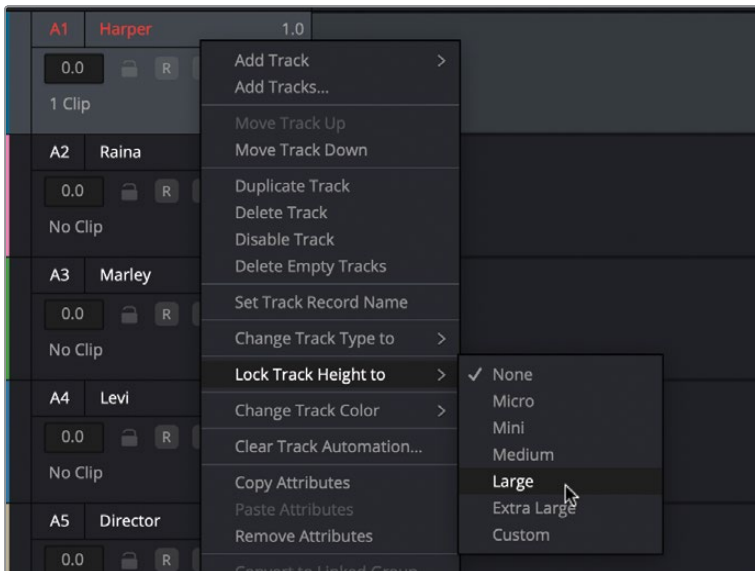 A1 Harper 1.0
0.0 R
1 Clip
A2 Raina
0.0 R
No Clip
A3 Marley
0.0 R
No Clip
A4 Levi
0.0 R
No Clip
A5 Director
0.0 R
Add Track >
Add Tracks...
Move Track Up
Move Track Down
Duplicate Track
Delete Track
Disable Track
Delete Empty Tracks
Set Track Record Name
Change Track Type to >
Lock Track Height to >
Change Track Color >
Clear Track Automation...
Copy Attributes
Paste Attributes
Remove Attributes
Convert to Linked Group
✓ None
Micro
Mini
Medium
Large
Extra Large
Custom